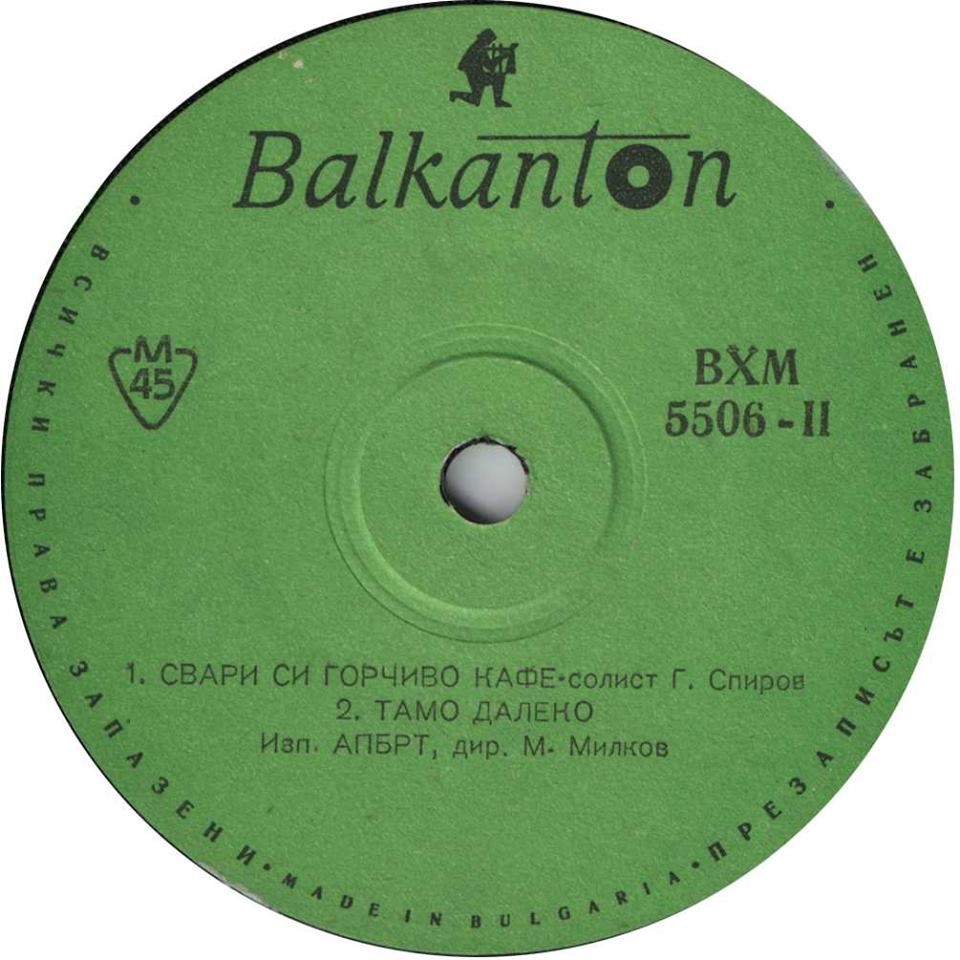 Balkanton
М
45
ВХМ
5506 - II
1. СВАРИ СИ ГОРЧИВО КАФЕ-солист Г. Спиров
2. ТАМО ДАЛЕКО
Изп. АПБРТ, дир. М. Милков
• ВСИЧКИ ПРАВА ЗАПАЗЕНИ • MADE IN BULGARIA • ПРЕЗАПИСЪТ Е ЗАБРАНЕН •